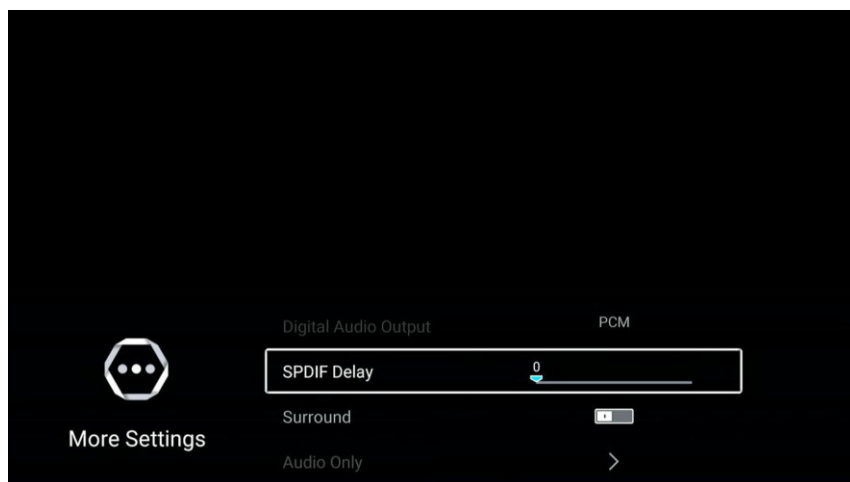 Digital Audio Output PCM
SPDIF Delay 0
Surround
More Settings
Audio Only